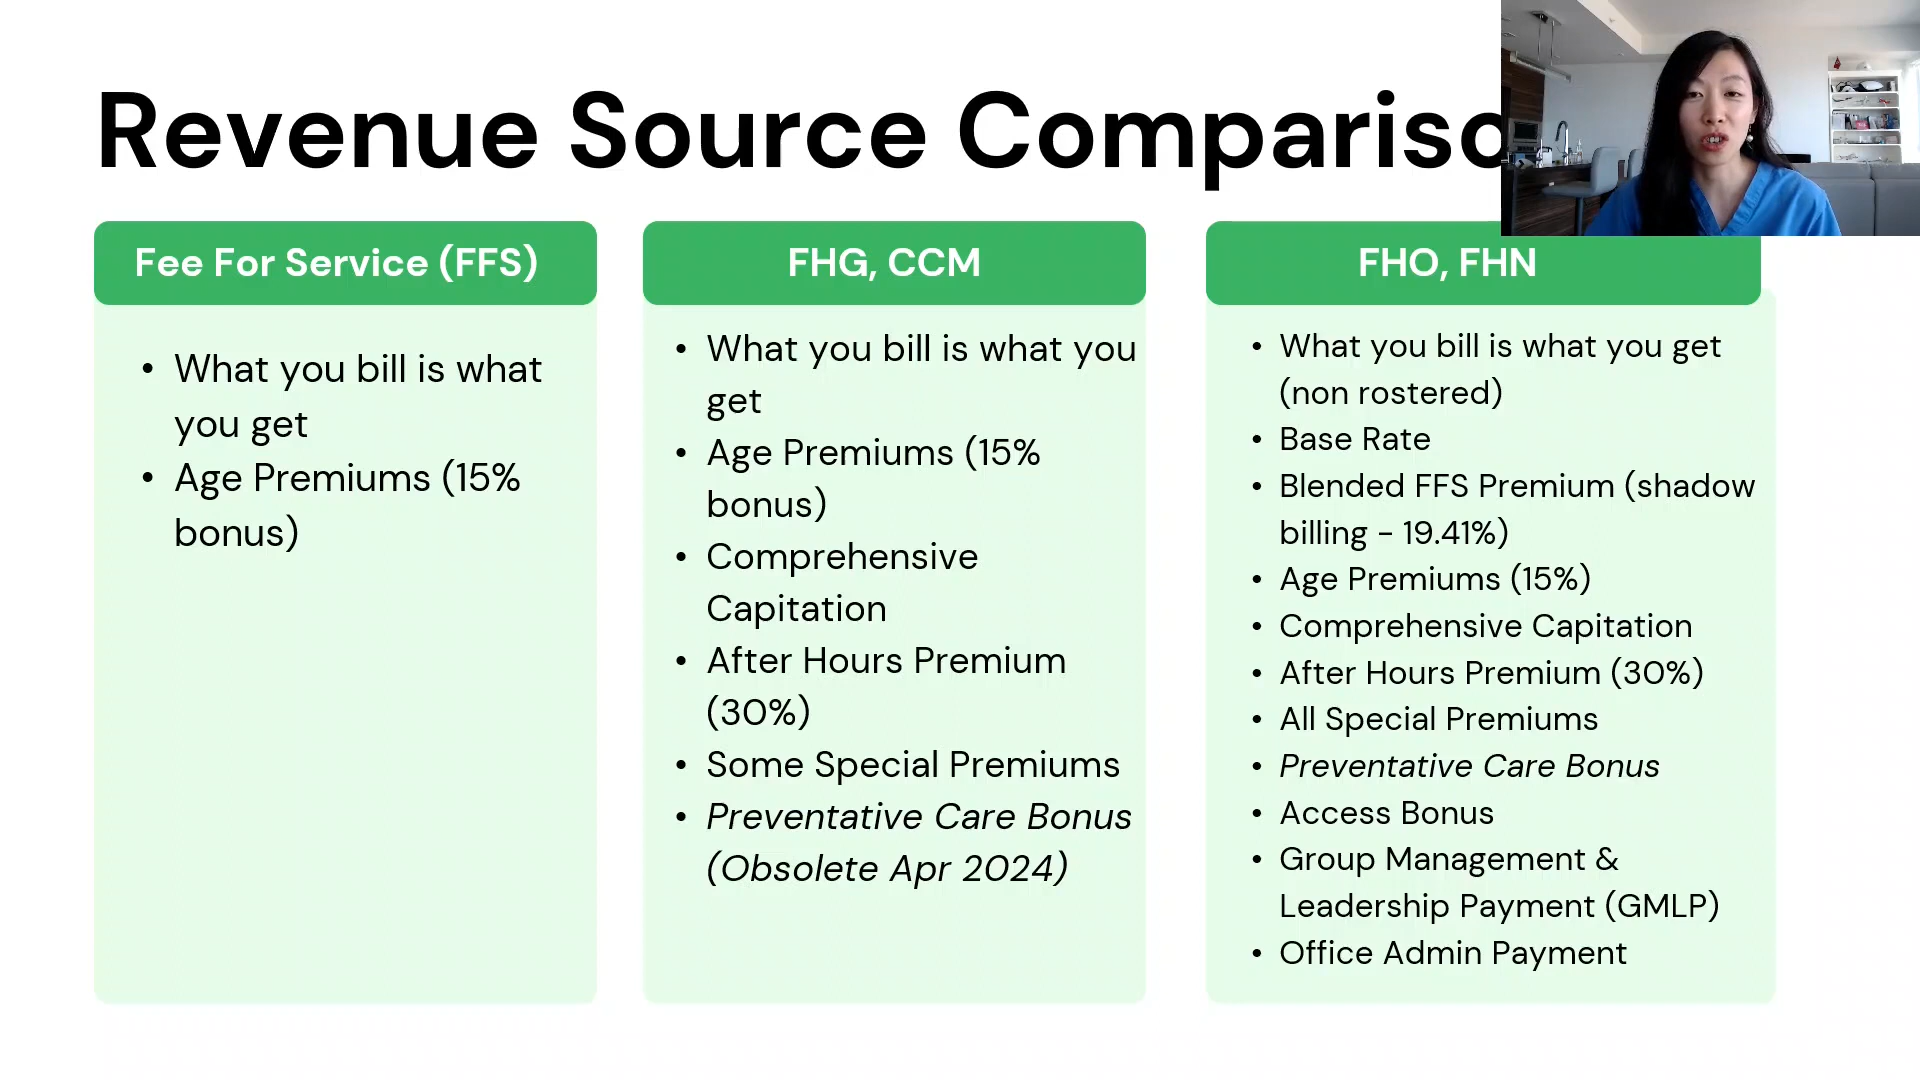 Revenue Source Compariso
Fee For Service (FFS)
• What you bill is what
you get
• Age Premiums (15%
bonus)
FHG, CCM
• What you bill is what you
get
• Age Premiums (15%
bonus)
• Comprehensive
Capitation
• After Hours Premium
(30%)
• Some Special Premiums
• Preventative Care Bonus
(Obsolete Apr 2024)
FHO, FHN
• What you bill is what you get
(non rostered)
• Base Rate
• Blended FFS Premium (shadow
billing - 19.41%)
• Age Premiums (15%)
• Comprehensive Capitation
• After Hours Premium (30%)
• All Special Premiums
• Preventative Care Bonus
• Access Bonus
• Group Management &
Leadership Payment (GMLP)
• Office Admin Payment